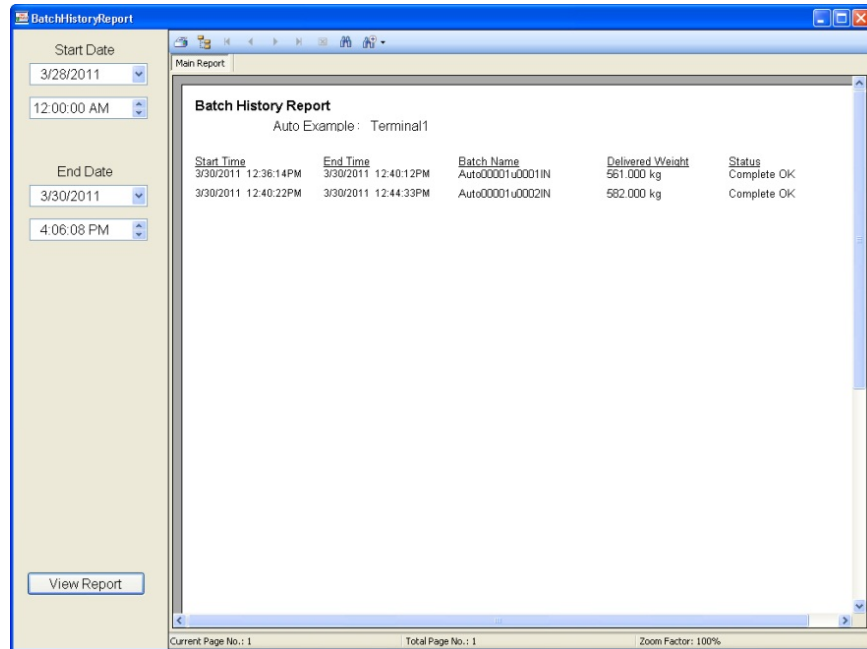 BatchHistoryReport
Start Date
3/28/2011
12:00:00 AM
End Date
3/30/2011
4:06:08 PM
View Report
Main Report
Batch History Report
Auto Example: Terminal1
Start Time End Time Batch Name Delivered Weight Status
3/30/2011 12:36:14PM 3/30/2011 12:40:12PM Auto00001u0001IN 561.000 kg Complete OK
3/30/2011 12:40:22PM 3/30/2011 12:44:33PM Auto00001u0002IN 582.000 kg Complete OK
Current Page No.: 1 Total Page No.: 1 Zoom Factor: 100%